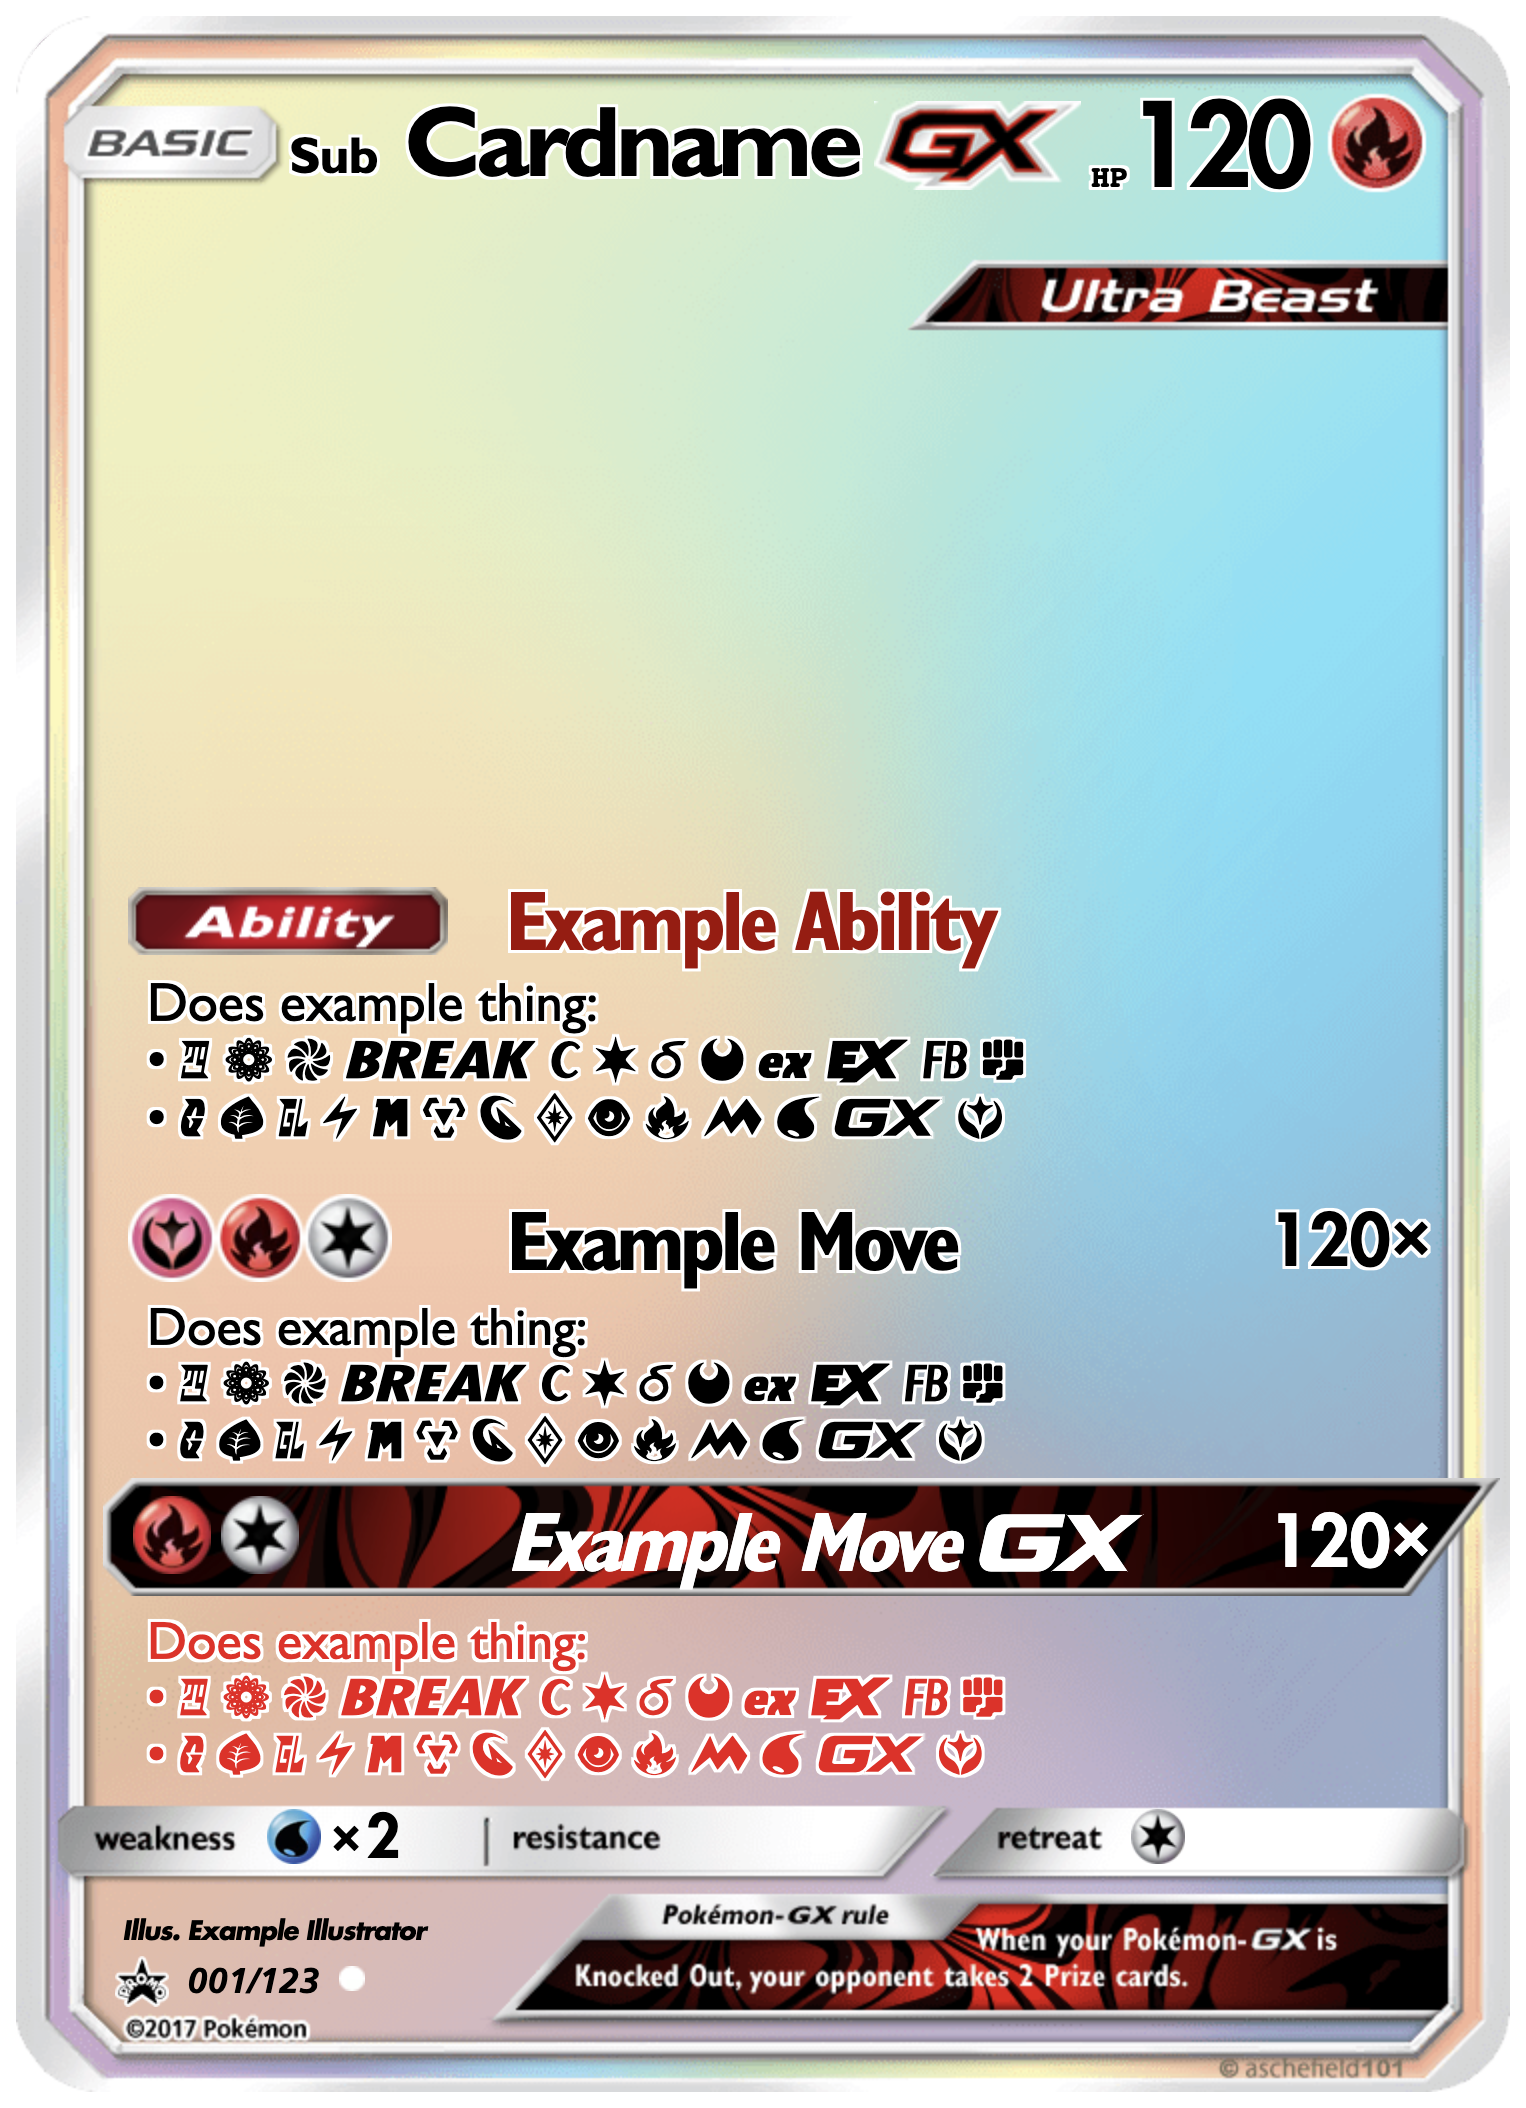 BASIC Sub Cardname GX HP 120
Ultra Beast
Ability Example Ability
Does example thing:
• BREAK C δ ex EX FB
• G GL M GX
Example Move 120×
Does example thing:
• BREAK C δ ex EX FB
• G GL M GX
Example Move GX 120×
Does example thing:
• BREAK C δ ex EX FB
• G GL M GX
weakness ×2 | resistance retreat
Illus. Example Illustrator
PROMO 001/123
©2017 Pokémon
Pokémon-GX rule
When your Pokémon-GX is
Knocked Out, your opponent takes 2 Prize cards.
© aschefield101